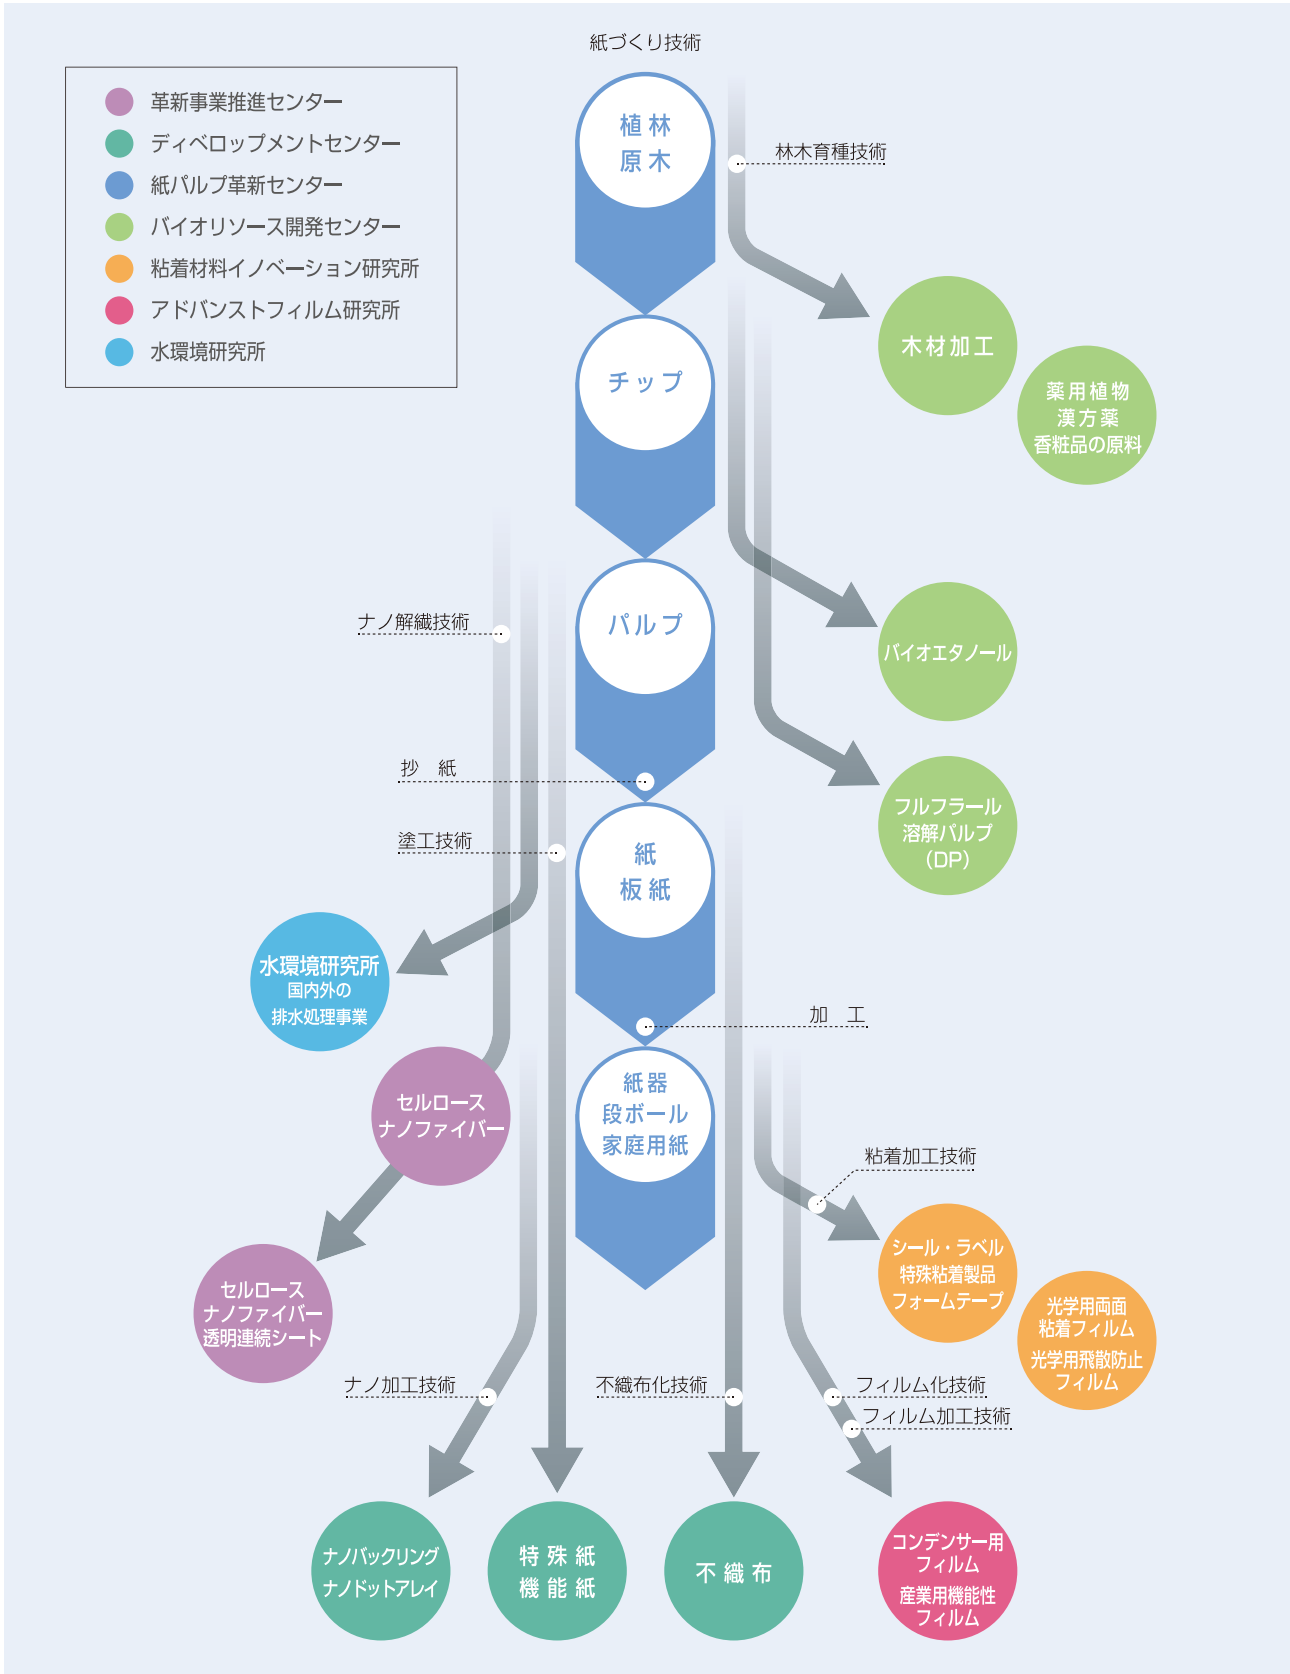 紙づくり技術
革新事業推進センター
ディベロップメントセンター
紙パルプ革新センター
バイオリソース開発センター
粘着材料イノベーション研究所
アドバンストフィルム研究所
水環境研究所
植林
原木
林木育種技術
木材加工
薬用植物
漢方薬
香粧品の原料
チップ
パルプ
ナノ解繊技術
バイオエタノール
抄 紙
フルフラール
溶解パルプ
(DP)
塗工技術
紙
板紙
水環境研究所
国内外の
排水処理事業
加 工
セルロース
ナノファイバー
紙器
段ボール
家庭用紙
粘着加工技術
シール・ラベル
特殊粘着製品
フォームテープ
セルロース
ナノファイバー
透明連続シート
光学用両面
粘着フィルム
光学用飛散防止
フィルム
ナノ加工技術
不織布化技術
フィルム化技術
フィルム加工技術
ナノバックリング
ナノドットアレイ
特殊紙
機能紙
不織布
コンデンサー用
フィルム
産業用機能性
フィルム